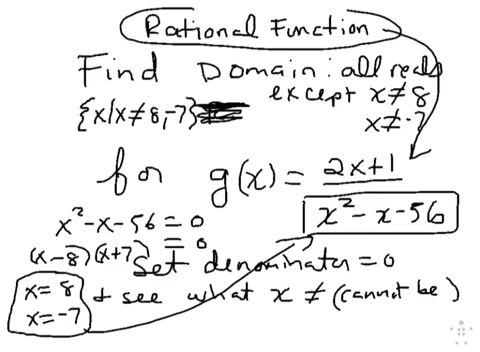 Rational Function
Find Domain: all reals
except x≠8
{x|x≠8,-7}
x≠-7
for g(x) = 2x+1
x²-x-56
x²-x-56=0
(x-8)(x+7)=0
Set denominator=0
x=8
& see what x≠(cannot be)
x=-7